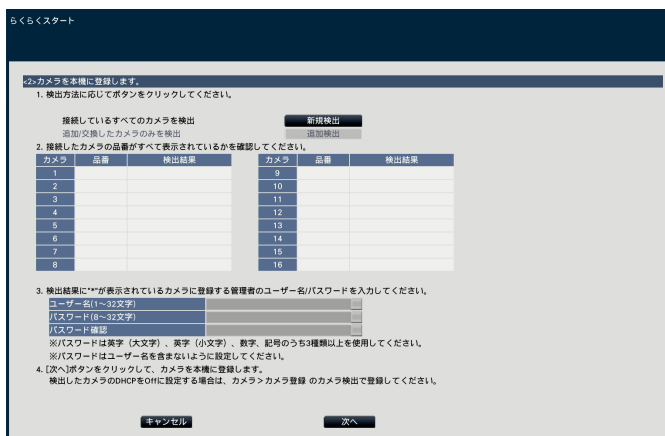 らくらくスタート
<2>カメラを本機に登録します。
1. 検出方法に応じてボタンをクリックしてください。
接続しているすべてのカメラを検出 新規検出
追加/交換したカメラのみを検出 追加検出
2. 接続したカメラの品番がすべて表示されているかを確認してください。
カメラ 品番 検出結果 カメラ 品番 検出結果
1 9
2 10
3 11
4 12
5 13
6 14
7 15
8 16
3. 検出結果に"*"が表示されているカメラに登録する管理者のユーザー名/パスワードを入力してください。
ユーザー名(1～32文字)
パスワード(8～32文字)
パスワード確認
※パスワードは英字（大文字）、英字（小文字）、数字、記号のうち3種類以上を使用してください。
※パスワードはユーザー名を含まないように設定してください。
4. [次へ]ボタンをクリックして、カメラを本機に登録します。
検出したカメラのDHCPをOffに設定する場合は、カメラ＞カメラ登録 のカメラ検出で登録してください。
キャンセル 次へ